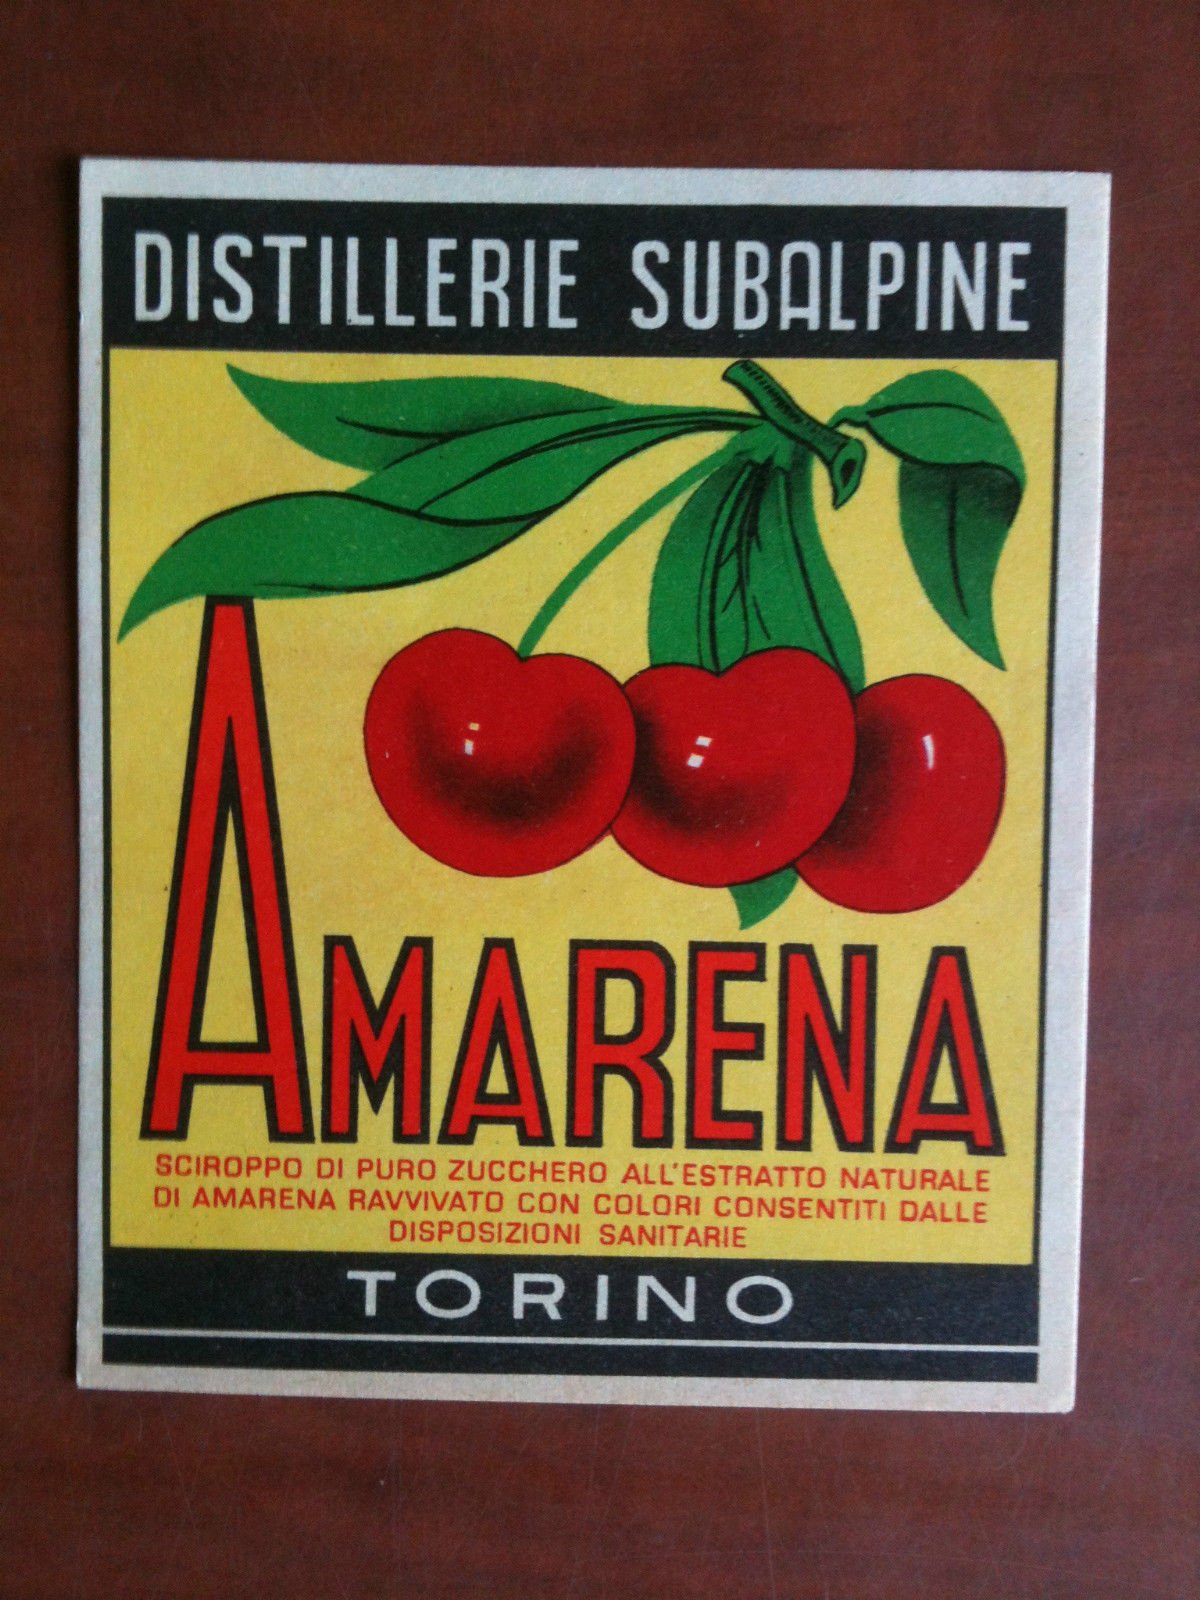 DISTILLERIE SUBALPINE
AMARENA
SCIROPPO DI PURO ZUCCHERO ALL'ESTRATTO NATURALE
DI AMARENA RAVVIVATO CON COLORI CONSENTITI DALLE
DISPOSIZIONI SANITARIE
TORINO